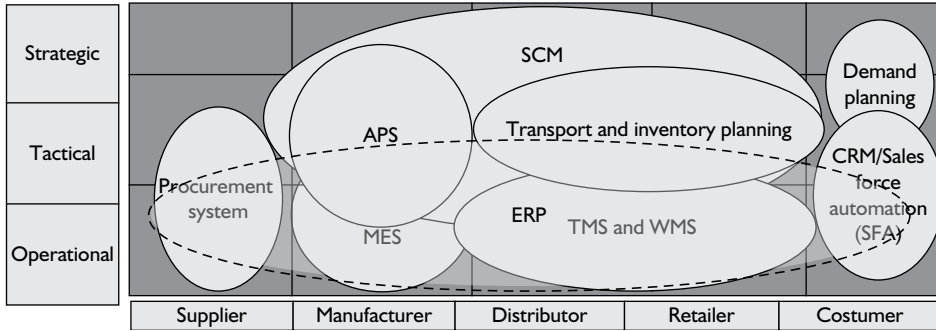 Strategic
Tactical
Operational
SCM
APS
Transport and inventory planning
Demand
planning
Procurement
system
MES
ERP
TMS and WMS
CRM/Sales
force
automation
(SFA)
Supplier
Manufacturer
Distributor
Retailer
Costumer